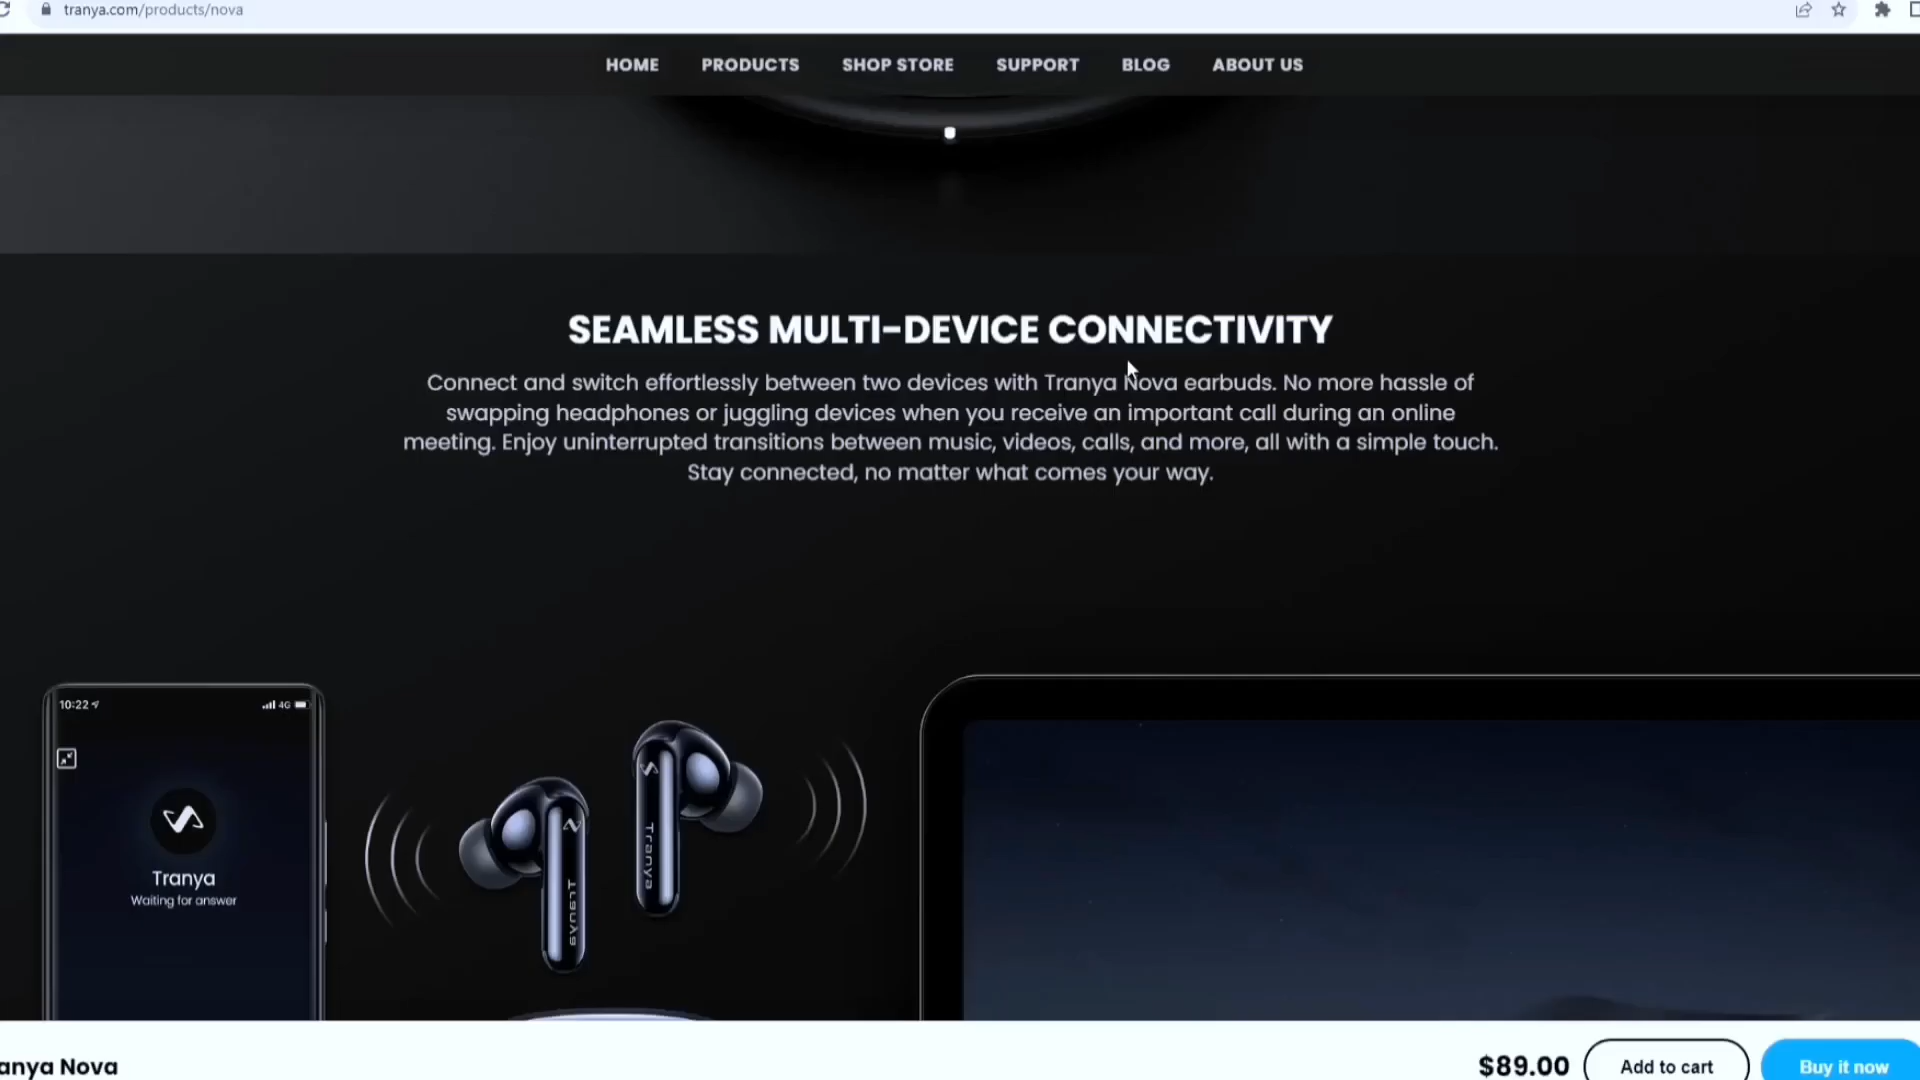 tranya.com/products/nova
HOME PRODUCTS SHOP STORE SUPPORT BLOG ABOUT US
SEAMLESS MULTI-DEVICE CONNECTIVITY
Connect and switch effortlessly between two devices with Tranya Nova earbuds. No more hassle of
swapping headphones or juggling devices when you receive an important call during an online
meeting. Enjoy uninterrupted transitions between music, videos, calls, and more, all with a simple touch.
Stay connected, no matter what comes your way.
10:22 4G
Tranya
Waiting for answer
Tranya
Tranya
anya Nova
$89.00 Add to cart Buy it now